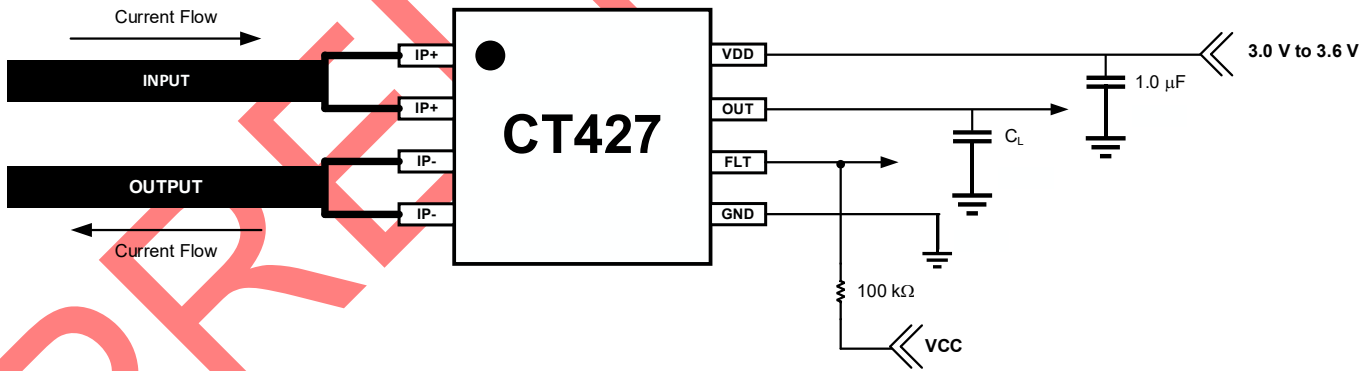 Current Flow
INPUT
OUTPUT
Current Flow
IP+
IP+
IP-
IP-
CT427
VDD
OUT
FLT
GND
3.0 V to 3.6 V
1.0 μF
CL
100 kΩ
VCC
PRE